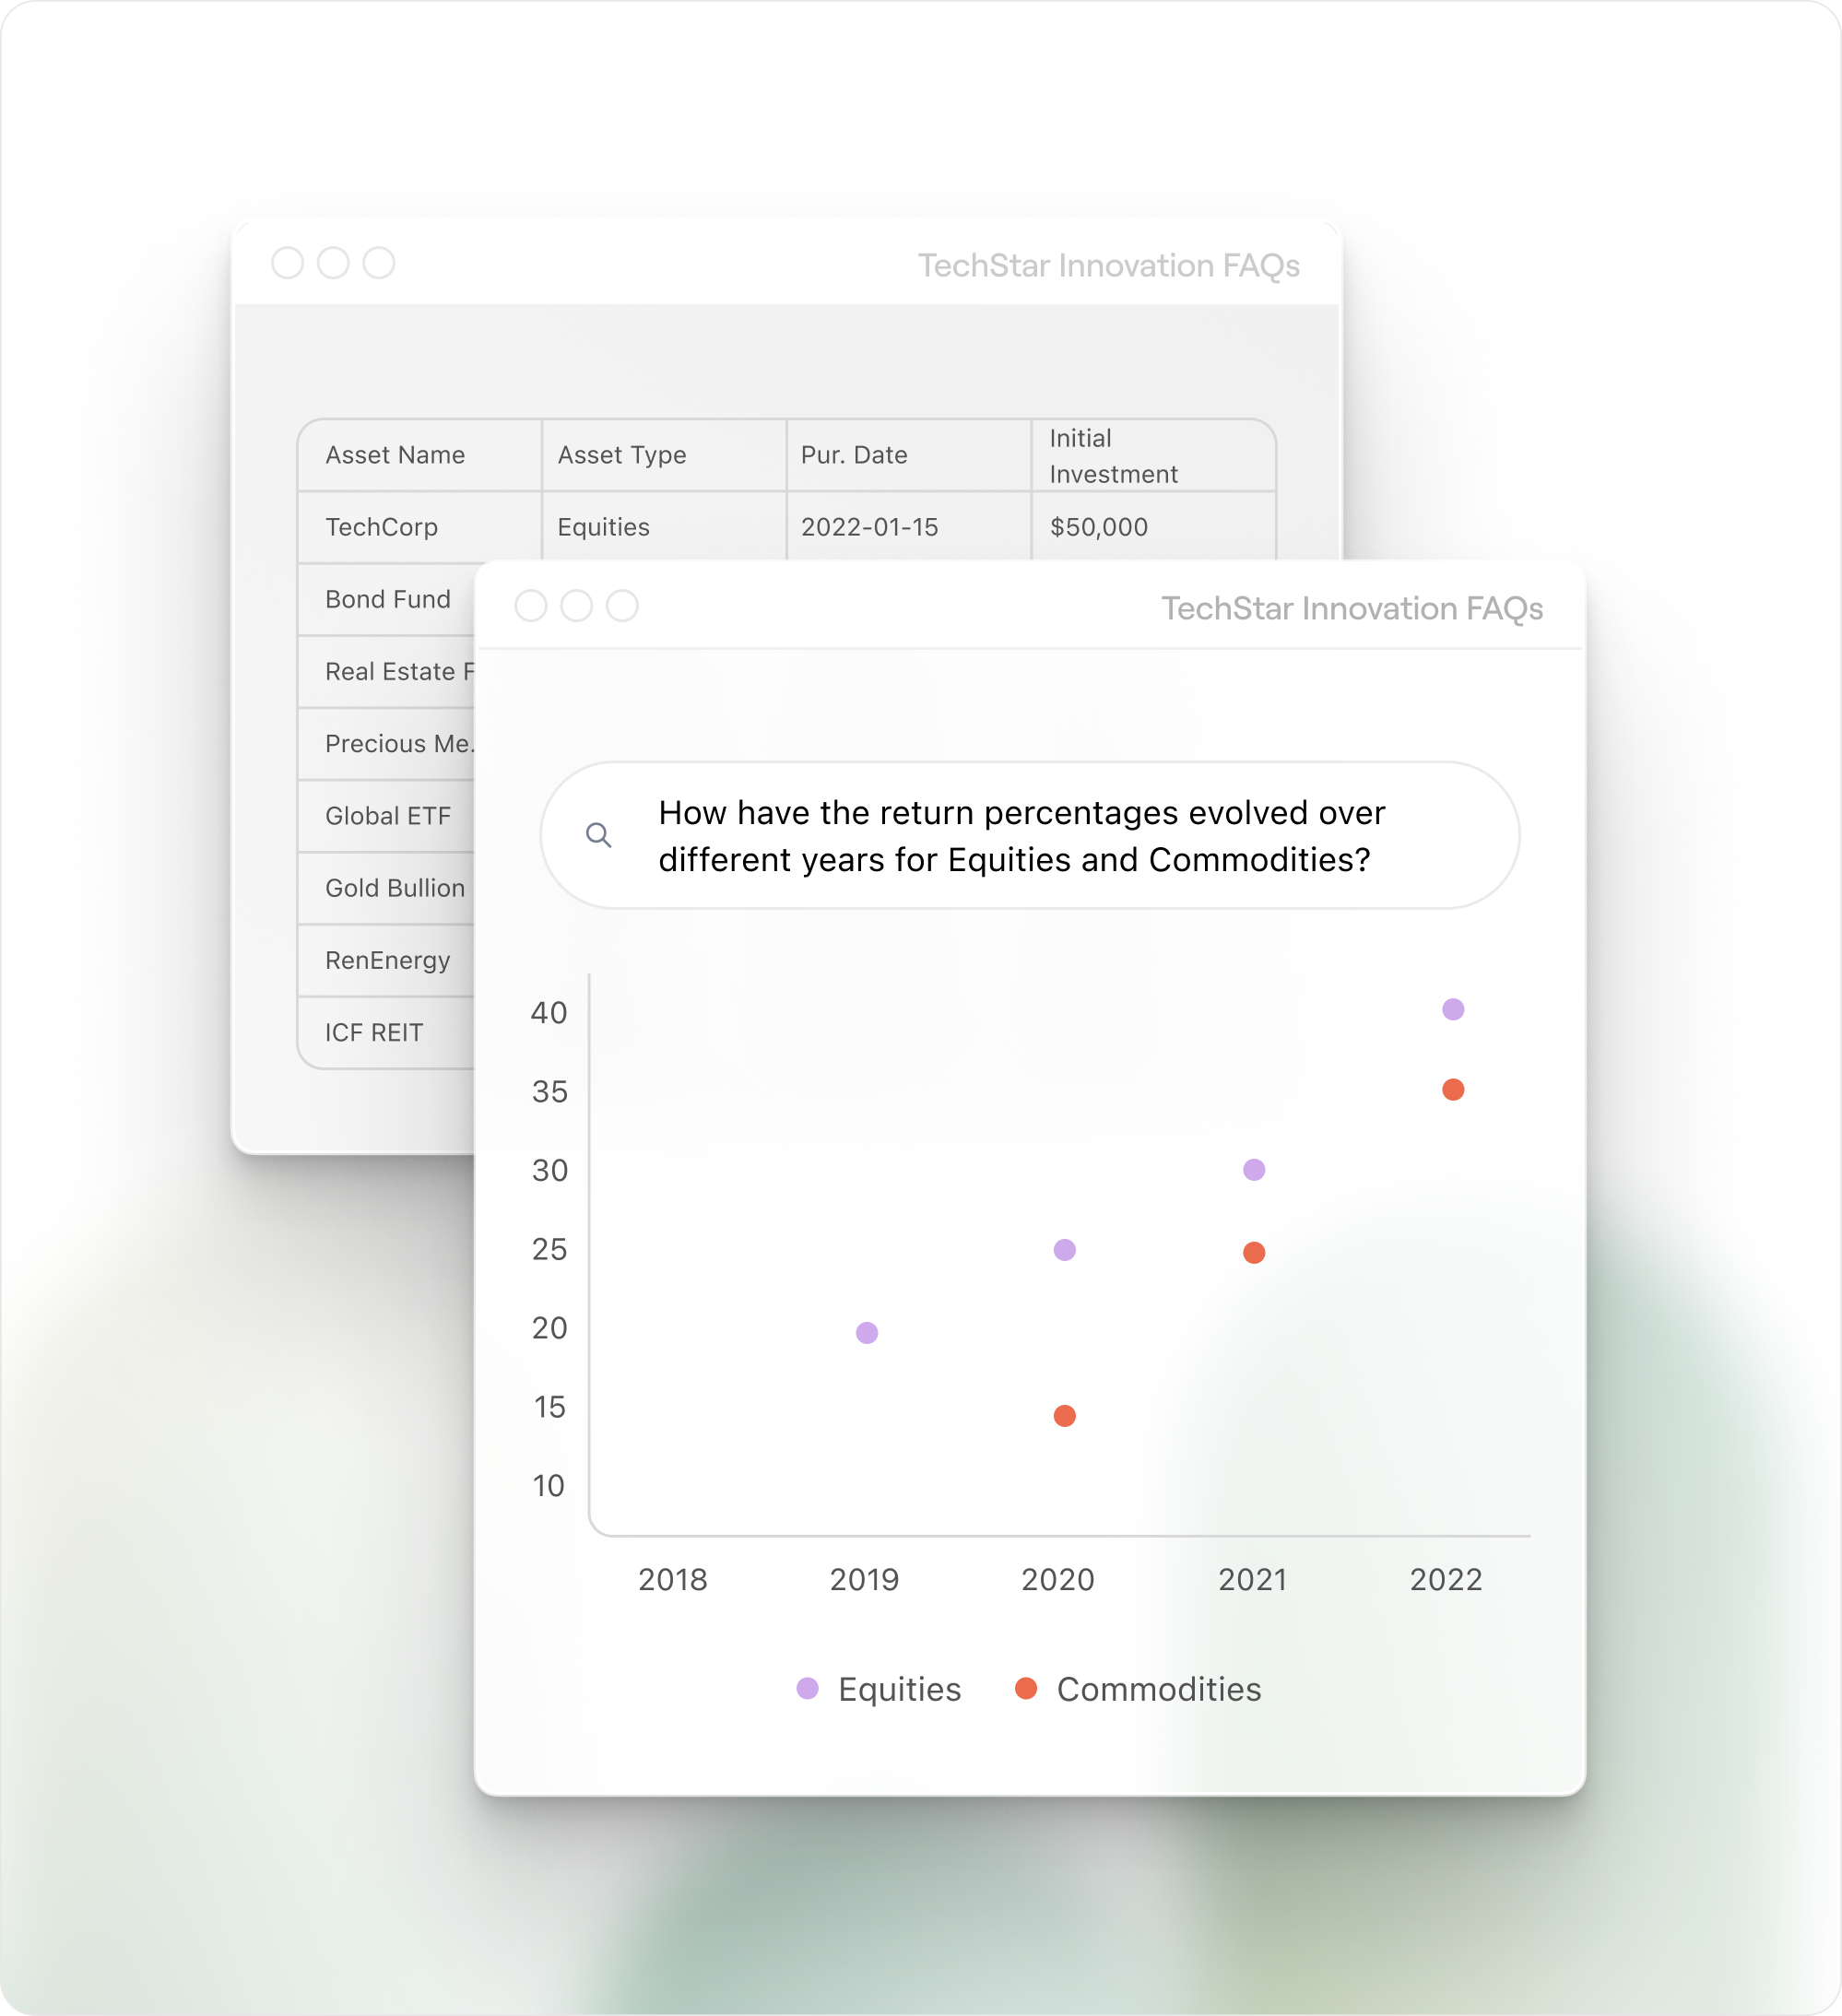 TechStar Innovation FAQs
Asset Name Asset Type Pur. Date Initial Investment
TechCorp Equities 2022-01-15 $50,000
Bond Fund
Real Estate F
Precious Me.
Global ETF
Gold Bullion
RenEnergy
ICF REIT
TechStar Innovation FAQs
How have the return percentages evolved over
different years for Equities and Commodities?
40
35
30
25
20
15
10
2018 2019 2020 2021 2022
Equities Commodities